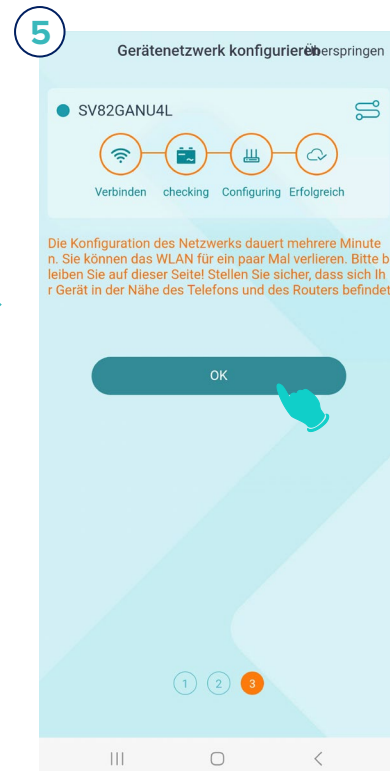 5
Gerätenetzwerk konfigurieren Überspringen
SV82GANU4L
Verbinden checking Configuring Erfolgreich
Die Konfiguration des Netzwerks dauert mehrere Minute
n. Sie können das WLAN für ein paar Mal verlieren. Bitte b
leiben Sie auf dieser Seite! Stellen Sie sicher, dass sich Ih
r Gerät in der Nähe des Telefons und des Routers befindet
OK
1 2 3